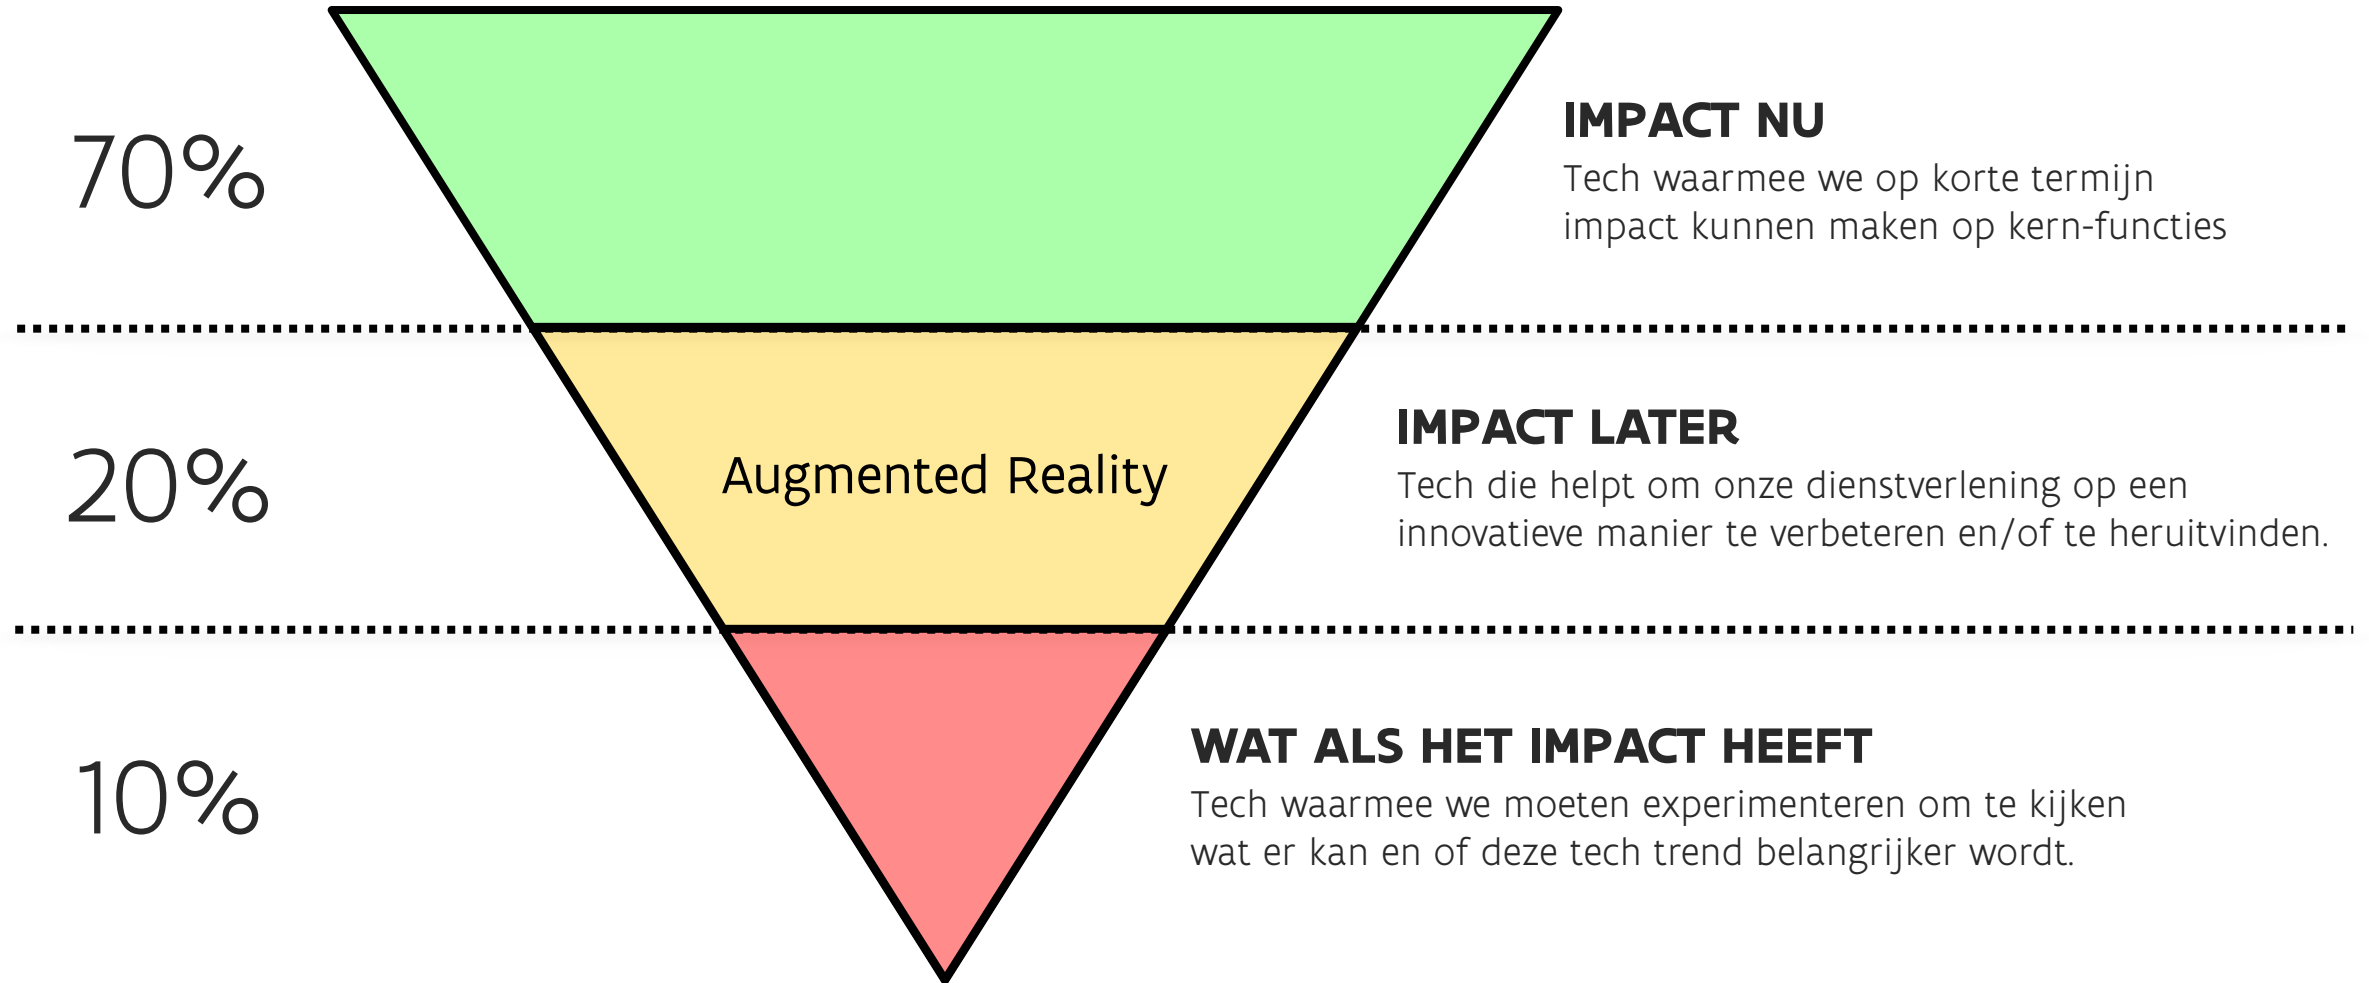 70%
IMPACT NU
Tech waarmee we op korte termijn
impact kunnen maken op kern-functies
20%
Augmented Reality
IMPACT LATER
Tech die helpt om onze dienstverlening op een
innovatieve manier te verbeteren en/of te heruitvinden.
10%
WAT ALS HET IMPACT HEEFT
Tech waarmee we moeten experimenteren om te kijken
wat er kan en of deze tech trend belangrijker wordt.